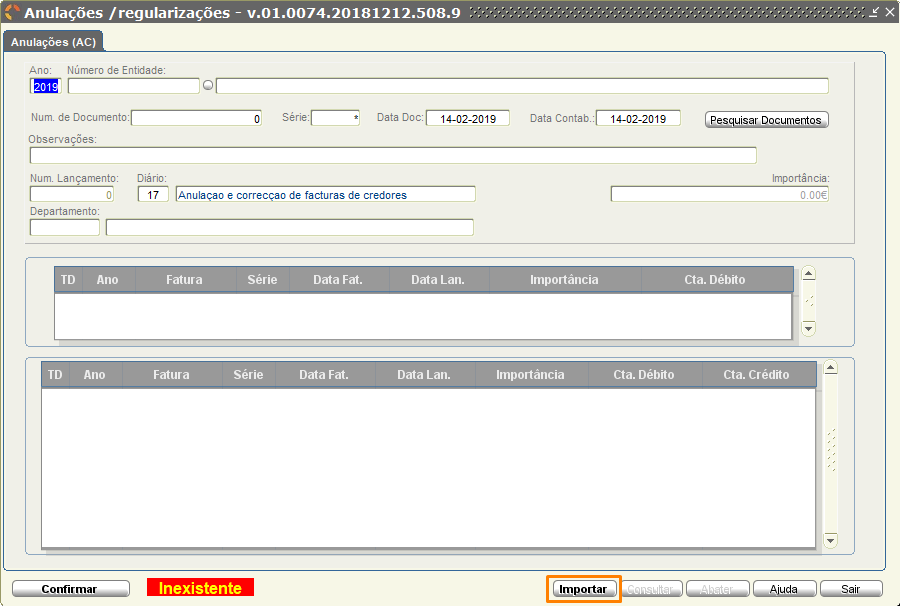 Anulações /regularizações - v.01.0074.20181212.508.9
Anulações (AC)
Ano: Número de Entidade:
2019
Num. de Documento: 0 Série: * Data Doc: 14-02-2019 Data Contab.: 14-02-2019 Pesquisar Documentos
Observações:
Num. Lançamento: Diário: Importância:
0 17 Anulaçao e correcçao de facturas de credores 0.00€
Departamento:
TD Ano Fatura Série Data Fat. Data Lan. Importância Cta. Débito
TD Ano Fatura Série Data Fat. Data Lan. Importância Cta. Débito Cta. Crédito
Confirmar Inexistente Importar Consultar Abater Ajuda Sair